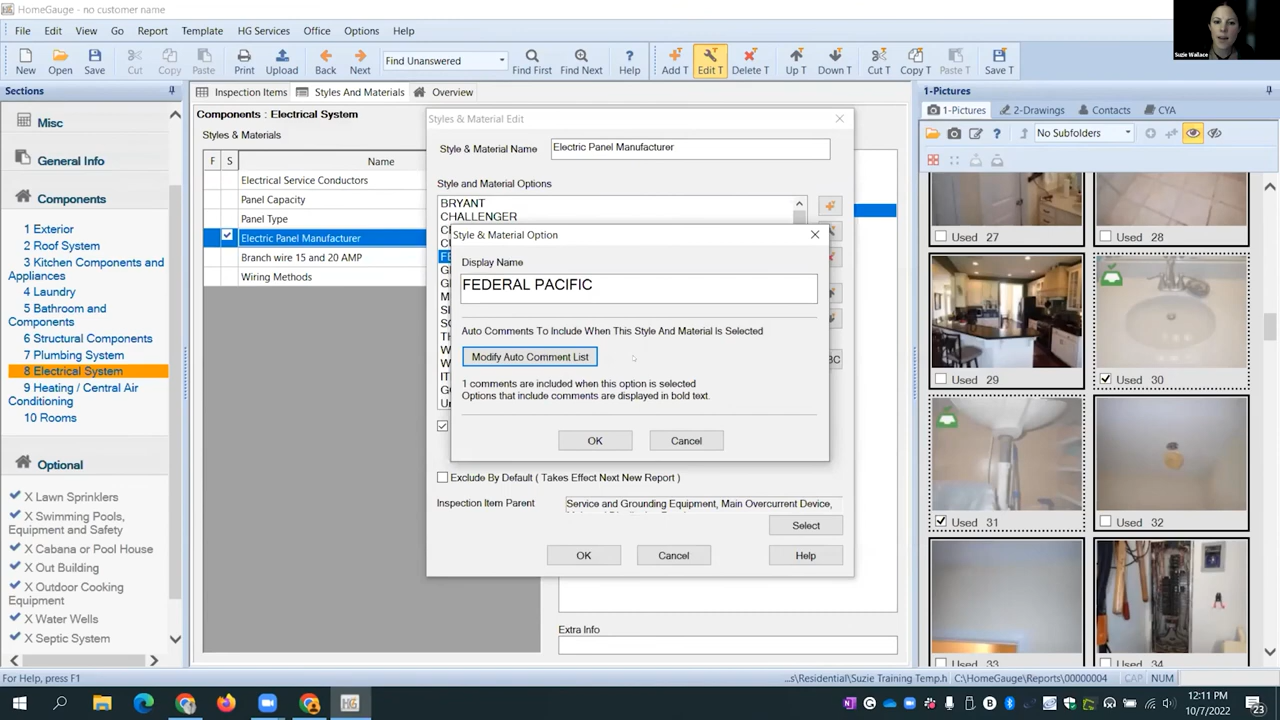 HG HomeGauge - no customer name
File Edit View Go Report Template HG Services Office Options Help
New Open Save Cut Copy Paste Print Upload Back Next Find Unanswered Find First Find Next Help Add T Edit T Delete T Up T Down T Cut T Copy T Paste T Save T
Suzie Wallace
Sections
Misc
General Info
Components
1 Exterior
2 Roof System
3 Kitchen Components and
Appliances
4 Laundry
5 Bathroom and
Components
6 Structural Components
7 Plumbing System
8 Electrical System
9 Heating / Central Air
Conditioning
10 Rooms
Optional
X Lawn Sprinklers
X Swimming Pools,
Equipment and Safety
X Cabana or Pool House
X Out Building
X Outdoor Cooking
Equipment
X Water Wells
X Septic System
Inspection Items Styles And Materials Overview
Components : Electrical System
Styles & Materials
F S Name
Electrical Service Conductors
Panel Capacity
Panel Type
Electric Panel Manufacturer
Branch wire 15 and 20 AMP
Wiring Methods
Styles & Material Edit
Style & Material Name Electric Panel Manufacturer
Style and Material Options
BRYANT
CHALLENGER
Style & Material Option
Display Name
FEDERAL PACIFIC
Auto Comments To Include When This Style And Material Is Selected
Modify Auto Comment List
1 comments are included when this option is selected
Options that include comments are displayed in bold text.
OK Cancel
Exclude By Default ( Takes Effect Next New Report )
Inspection Item Parent Service and Grounding Equipment, Main Overcurrent Device,
Select
OK Cancel Help
Extra Info
1-Pictures
1-Pictures 2-Drawings Contacts CYA
No Subfolders
Used 27 Used 28
Used 29 Used 30
Used 31 Used 32
Used 33 Used 34
For Help, press F1 ...s\Residential\Suzie Training Temp.h C:\HomeGauge\Reports\00000004 CAP NUM
12:11 PM
10/7/2022
23